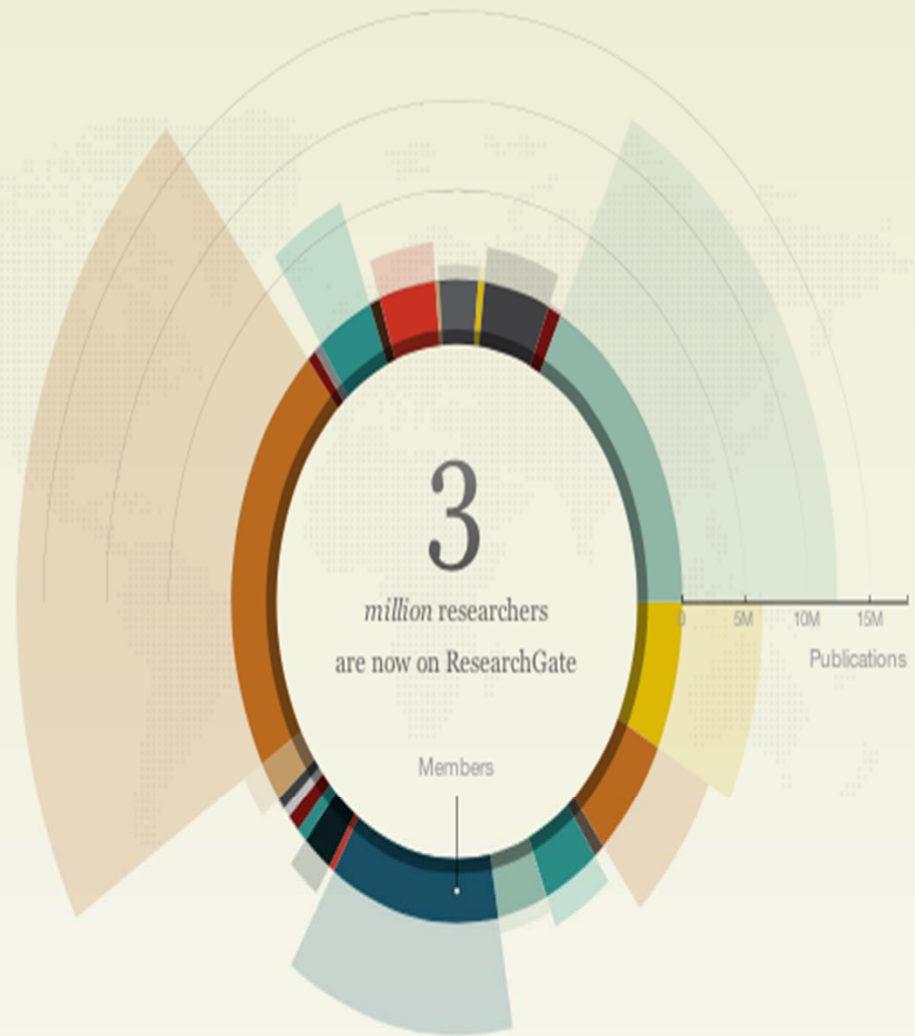 3
million researchers
are now on ResearchGate
0 5M 10M 15M
Publications
Members